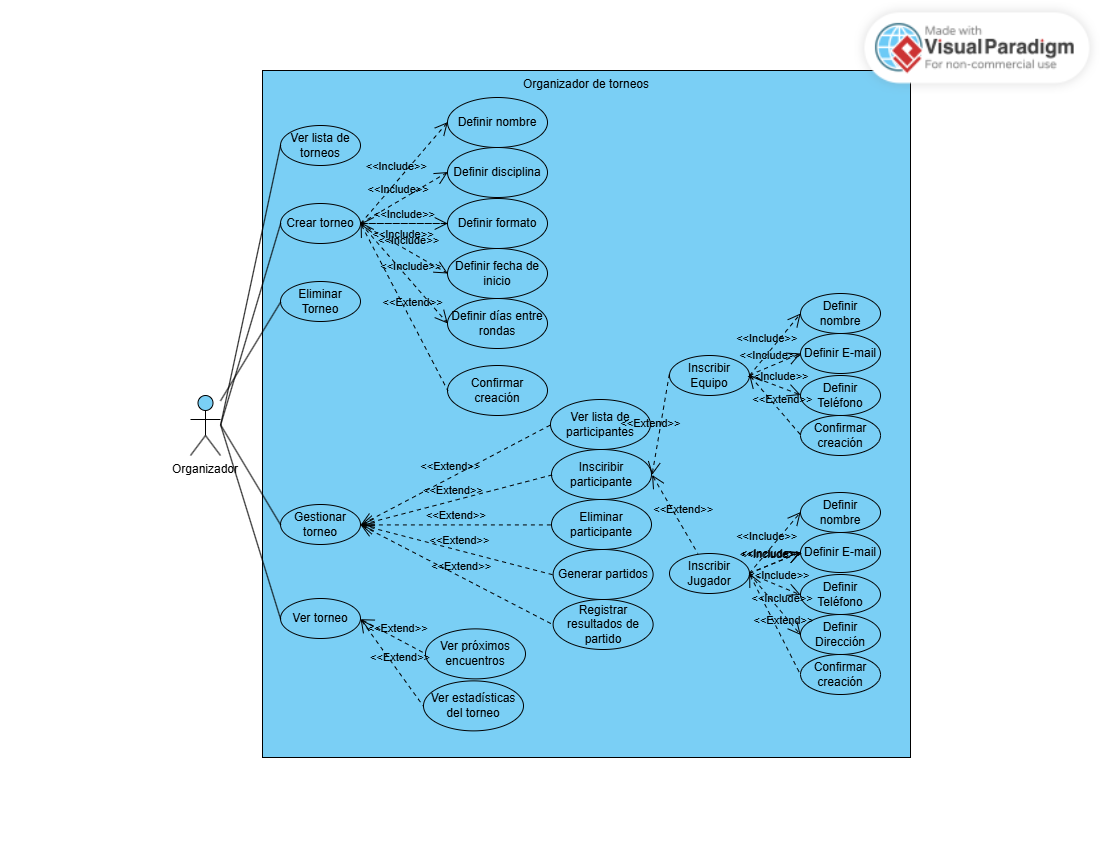 Made with
Visual Paradigm
For non-commercial use
Organizador de torneos
Definir nombre
Ver lista de
torneos
<<Include>>
Definir disciplina
<<Include>>
Crear torneo
<<Include>>
Definir formato
<<Include>>
<<Include>>
<<Include>>
Definir fecha de
inicio
Eliminar
Torneo
<<Extend>>
Definir días entre
rondas
Confirmar
creación
Organizador
Definir
nombre
<<Include>>
Inscribir
Equipo
<<Include>>
Definir E-mail
<<Include>>
Definir
Teléfono
<<Extend>>
Confirmar
creación
Ver lista de
participantes
<<Extend>>
<<Extend>>
Insciribir
participante
<<Extend>>
<<Extend>>
Gestionar
torneo
<<Extend>>
Eliminar
participante
<<Extend>>
Generar partidos
<<Extend>>
Registrar
resultados de
partido
Definir
nombre
<<Include>>
Inscribir
Jugador
<<Include>>
Definir E-mail
<<Include>>
Definir
Teléfono
<<Include>>
Definir
Dirección
<<Extend>>
Confirmar
creación
Ver torneo
<<Extend>>
Ver próximos
encuentros
<<Extend>>
Ver estadísticas
del torneo